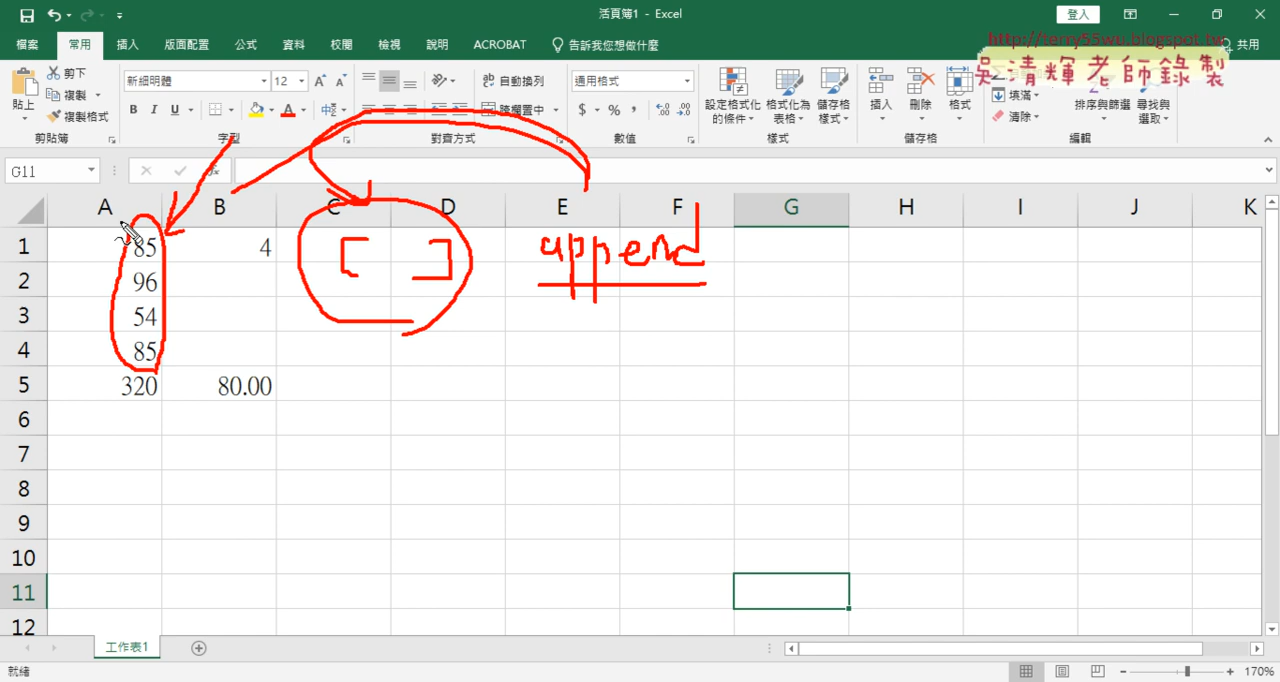 活頁簿1 - Excel
登入
http://terry55wu.blogspot.tw
檔案 常用 插入 版面配置 公式 資料 校閱 檢視 說明 ACROBAT 告訴我您想做什麼 共用
吳清輝老師錄製
剪下
新細明體 12
自動換列
通用格式
複製
貼上
複製格式
B I U
跨欄置中
$ % ,
設定格式化的條件
格式化為表格
儲存格樣式
插入
刪除
格式
填滿
清除
排序與篩選
尋找與選取
剪貼簿 字型 對齊方式 數值 樣式 儲存格 編輯
G11
fx
A B C D E F G H I J K
1 85 4 [ ] append
2 96
3 54
4 85
5 320 80.00
6
7
8
9
10
11
12
工作表1
就緒
170%